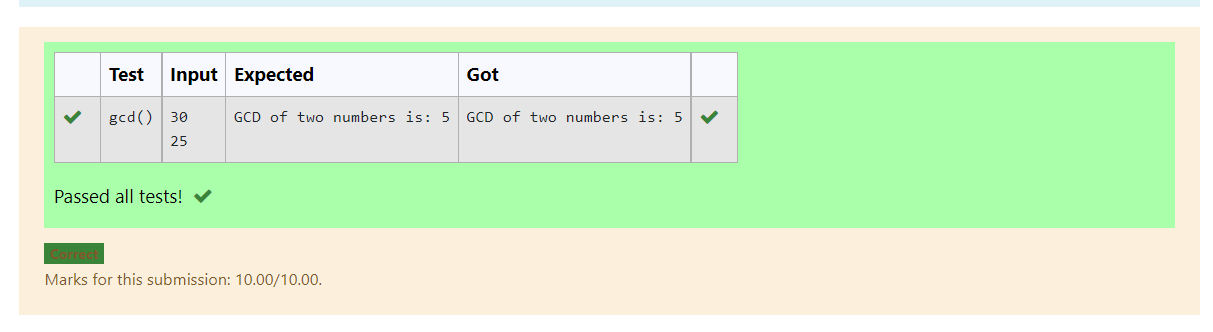 Test Input Expected Got
gcd() 30 GCD of two numbers is: 5 GCD of two numbers is: 5
25
Passed all tests!
Correct
Marks for this submission: 10.00/10.00.